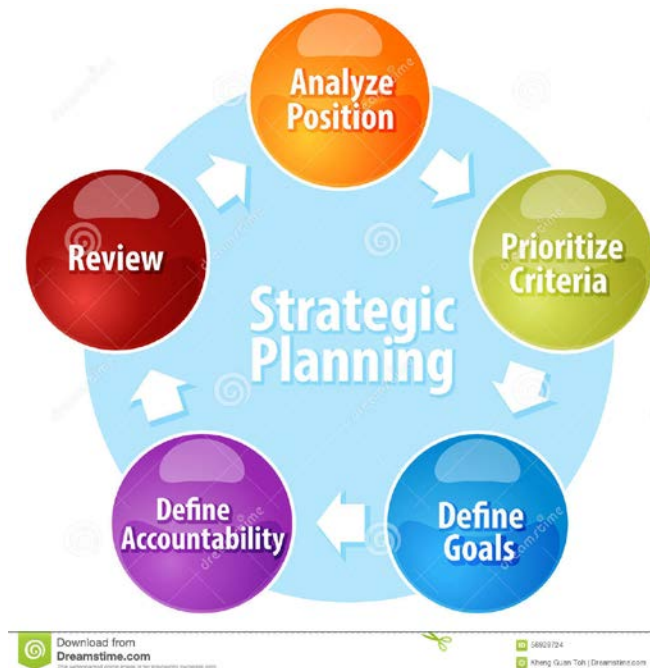 Analyze
Position
Prioritize
Criteria
Review
Strategic
Planning
Define
Accountability
Define
Goals
Download from
Dreamstime.com
Kheng Guan Toh | Dreamstime.com